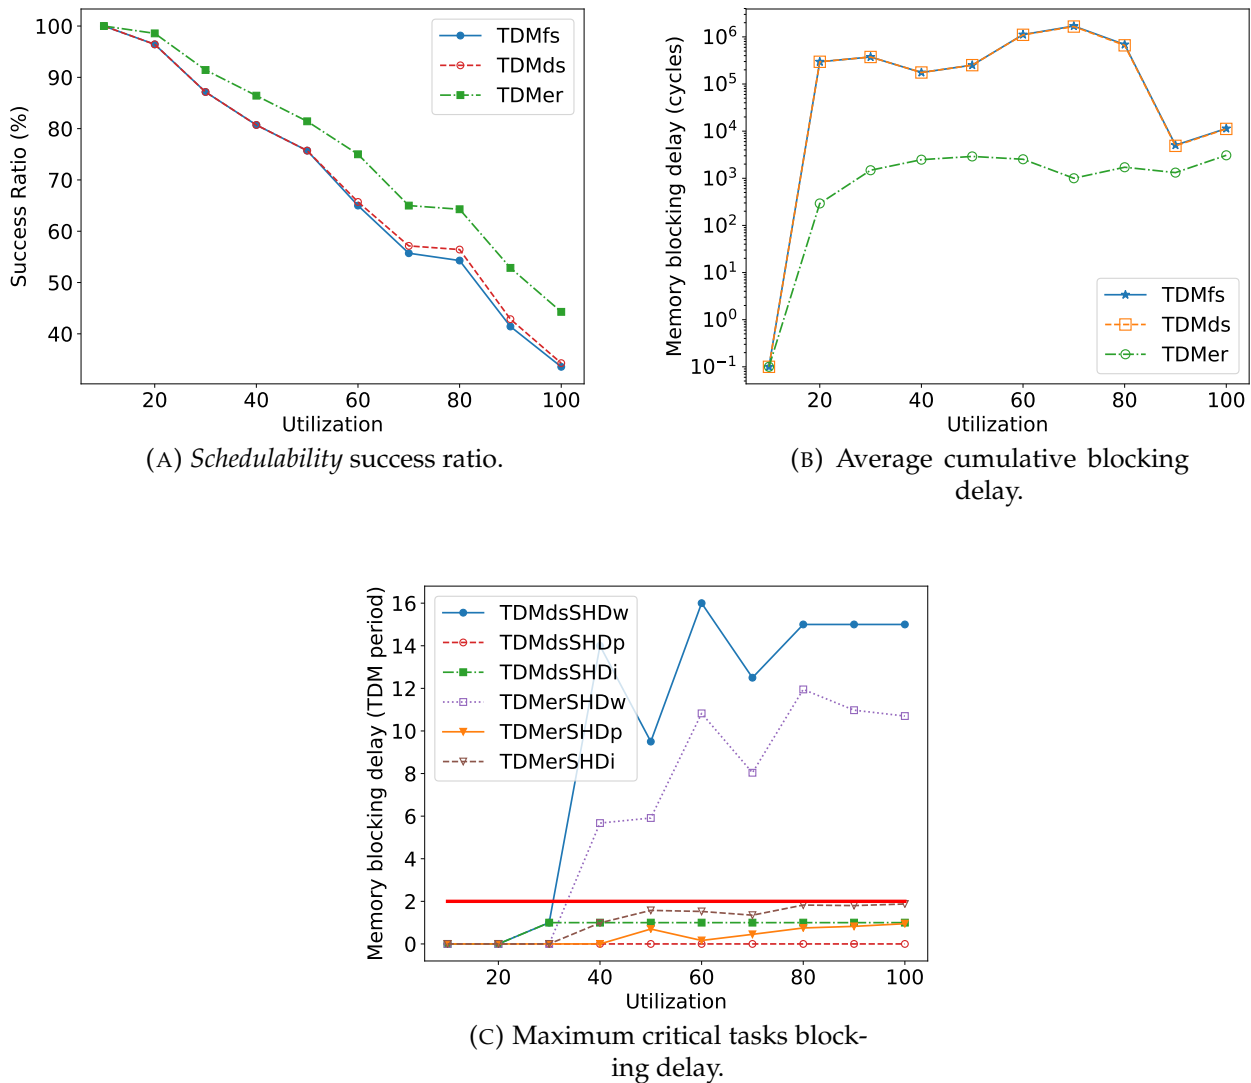 100
90
80
70
60
50
40
Success Ratio (%)
TDMfs
TDMds
TDMer
20 40 60 80 100
Utilization
(A) Schedulability success ratio.
10^6
10^5
10^4
10^3
10^2
10^1
10^0
10^−1
Memory blocking delay (cycles)
TDMfs
TDMds
TDMer
20 40 60 80 100
Utilization
(B) Average cumulative blocking
delay.
16
14
12
10
8
6
4
2
0
Memory blocking delay (TDM period)
TDMdsSHDw
TDMdsSHDp
TDMdsSHDi
TDMerSHDw
TDMerSHDp
TDMerSHDi
20 40 60 80 100
Utilization
(C) Maximum critical tasks block-
ing delay.